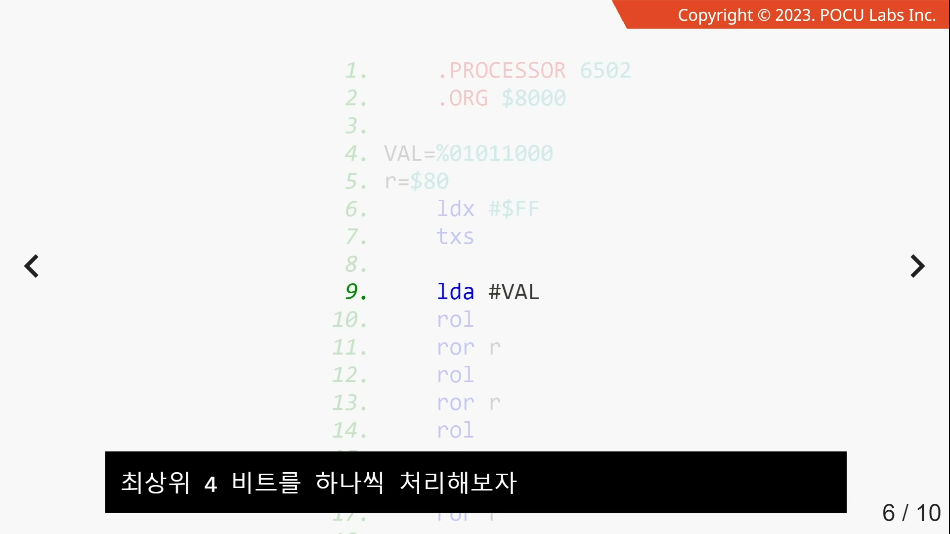 Copyright © 2023. POCU Labs Inc.
1. .PROCESSOR 6502
2. .ORG $8000
3.
4. VAL=%01011000
5. r=$80
6. ldx #$FF
7. txs
8.
9. lda #VAL
10. rol
11. ror r
12. rol
13. ror r
14. rol
최상위 4 비트를 하나씩 처리해보자
17. ror r
6 / 10